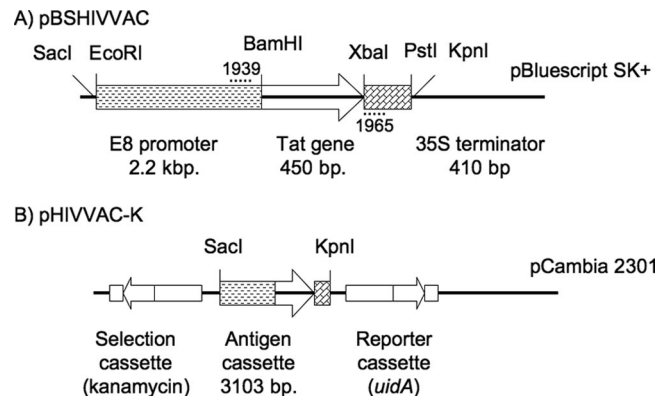 A) pBSHIVVAC
SacI EcoRI BamHI XbaI PstI KpnI
pBluescript SK+
1939
1965
E8 promoter Tat gene 35S terminator
2.2 kbp. 450 bp. 410 bp
B) pHIVVAC-K
SacI KpnI
pCambia 2301
Selection Antigen Reporter
cassette cassette cassette
(kanamycin) 3103 bp. (uidA)